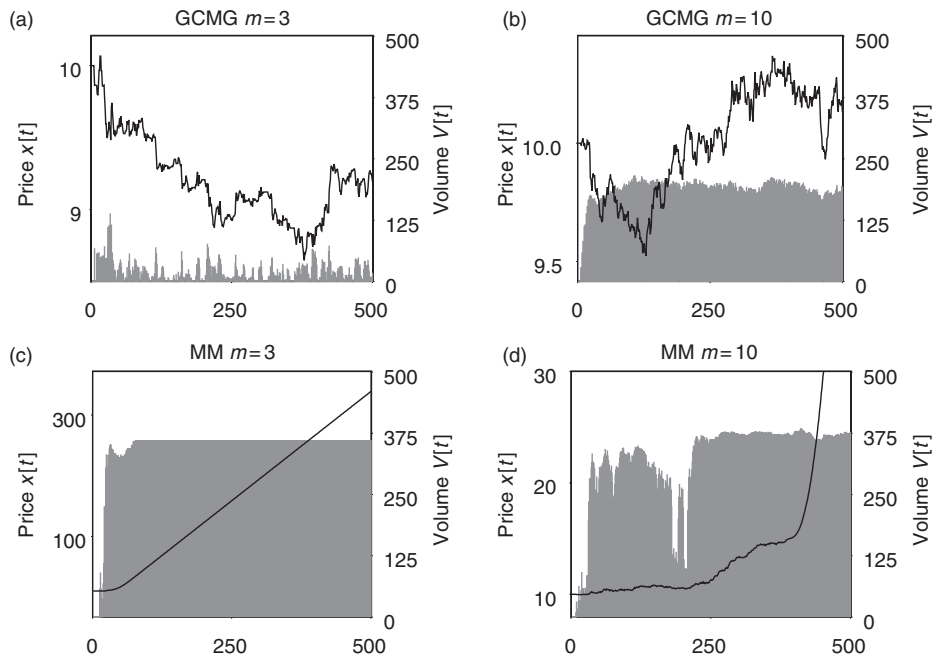 (a) GCMG m=3
10
9
Price x[t]
500
375
250
125
0
Volume V[t]
0 250 500
(b) GCMG m=10
10.0
9.5
Price x[t]
500
375
250
125
0
Volume V[t]
0 250 500
(c) MM m=3
300
100
Price x[t]
500
375
250
125
0
Volume V[t]
0 250 500
(d) MM m=10
30
20
10
Price x[t]
500
375
250
125
0
Volume V[t]
0 250 500